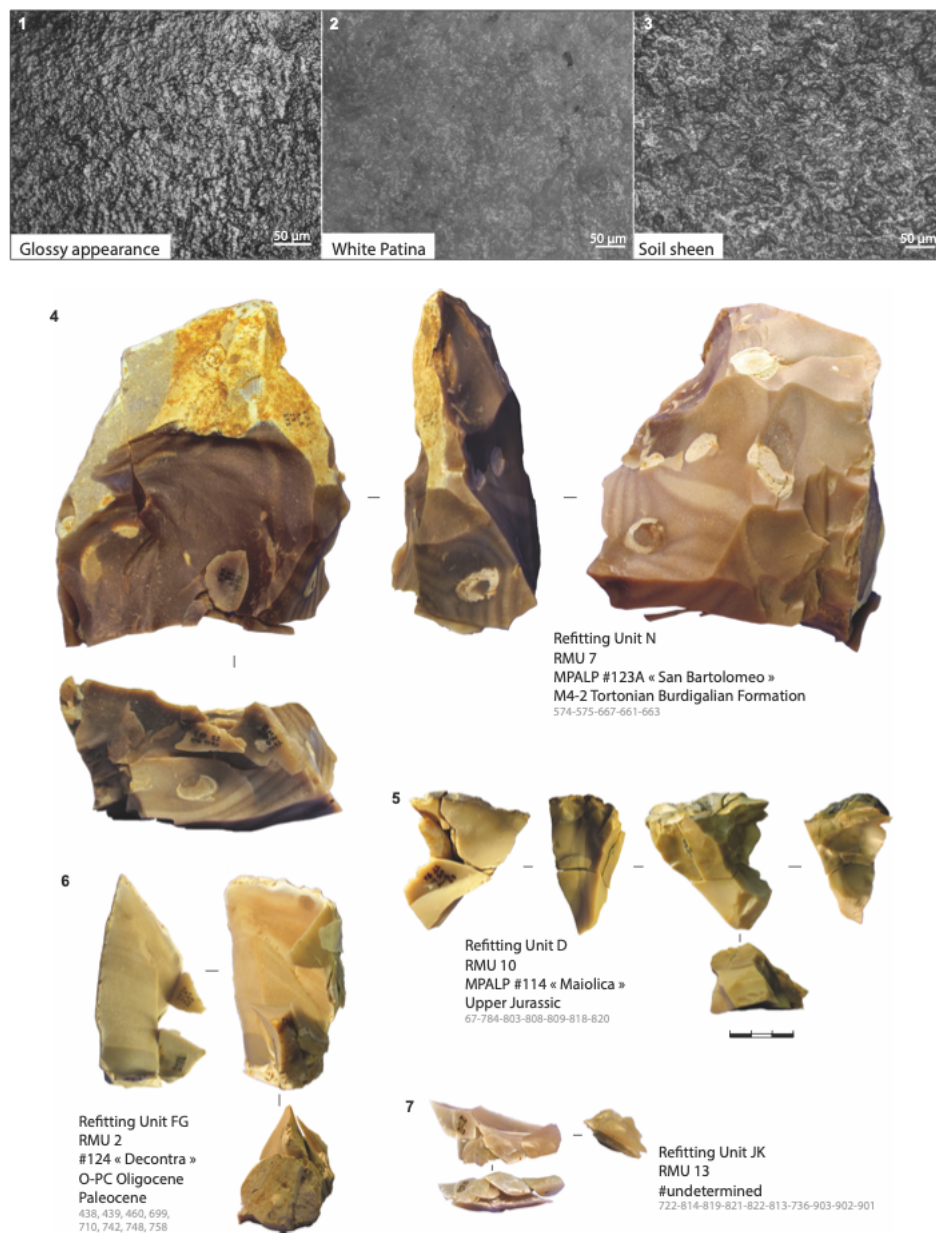 1
2
3
Glossy appearance
50 µm
White Patina
50 µm
Soil sheen
50 µm
4
Refitting Unit N
RMU 7
MPALP #123A « San Bartolomeo »
M4-2 Tortonian Burdigalian Formation
574-575-667-661-663
5
Refitting Unit D
RMU 10
MPALP #114 « Maiolica »
Upper Jurassic
67-784-803-808-809-818-820
6
Refitting Unit FG
RMU 2
#124 « Decontra »
O-PC Oligocene
Paleocene
438, 439, 460, 699,
710, 742, 748, 758
7
Refitting Unit JK
RMU 13
#undetermined
722-814-819-821-822-813-736-903-902-901